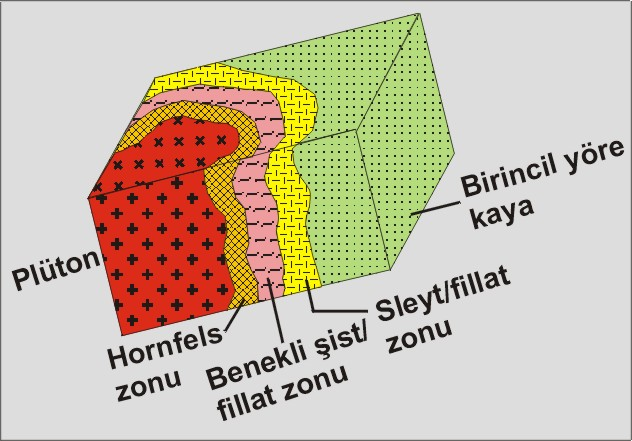 Plüton
Hornfels
zonu
Benekli şist/
fillat zonu
Sleyt/fillat
zonu
Birincil yöre
kaya